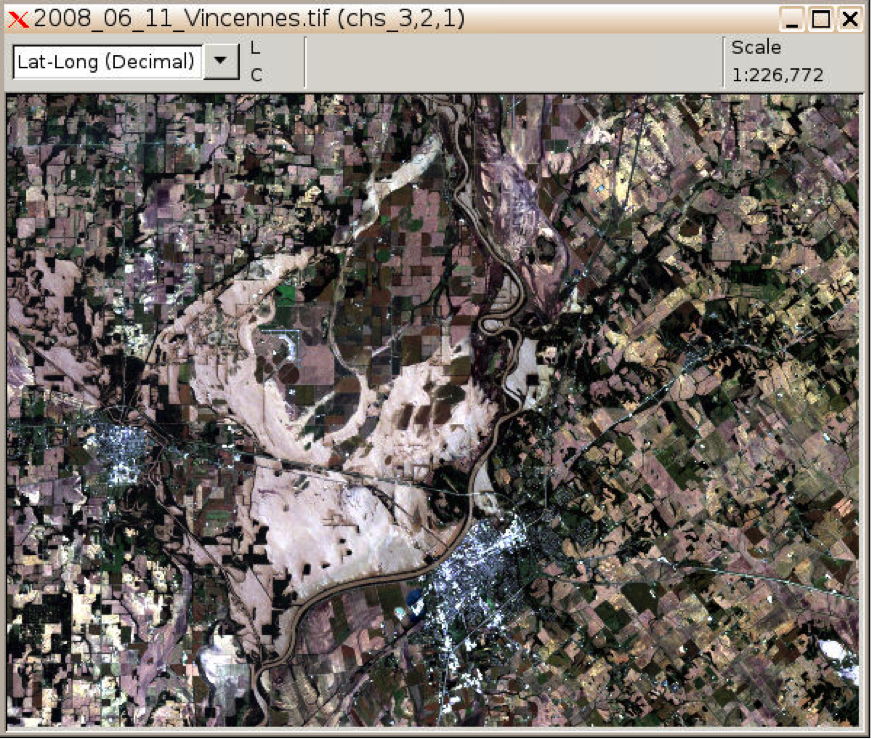 2008_06_11_Vincennes.tif (chs_3,2,1)
Lat-Long (Decimal)
L
C
Scale
1:226,772